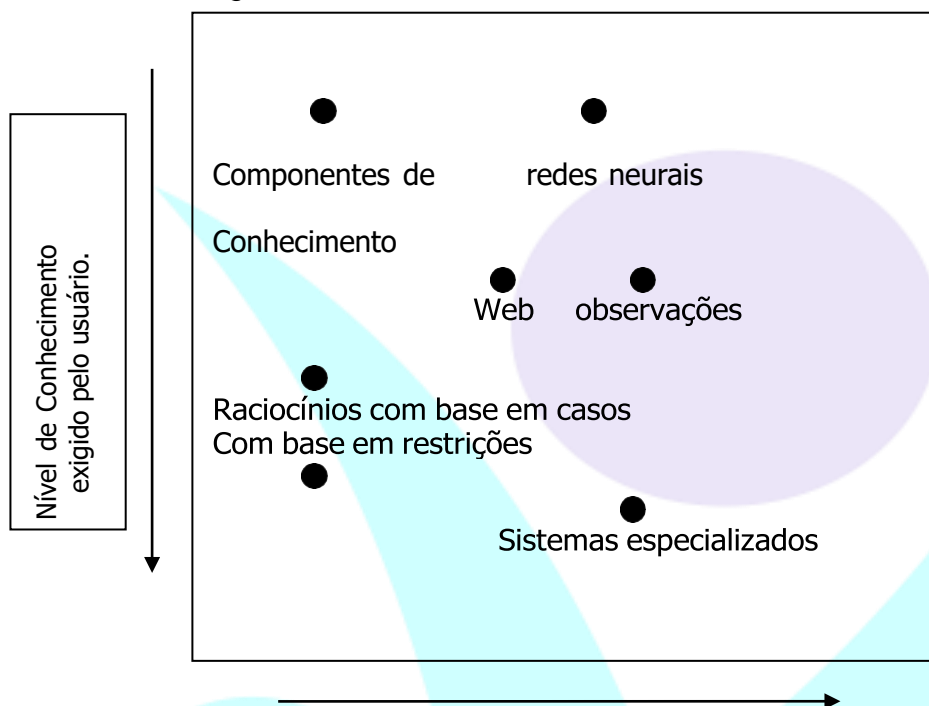 Componentes de redes neurais
Conhecimento
Web observações
Raciocínios com base em casos
Com base em restrições
Sistemas especializados
Nível de Conhecimento
exigido pelo usuário.